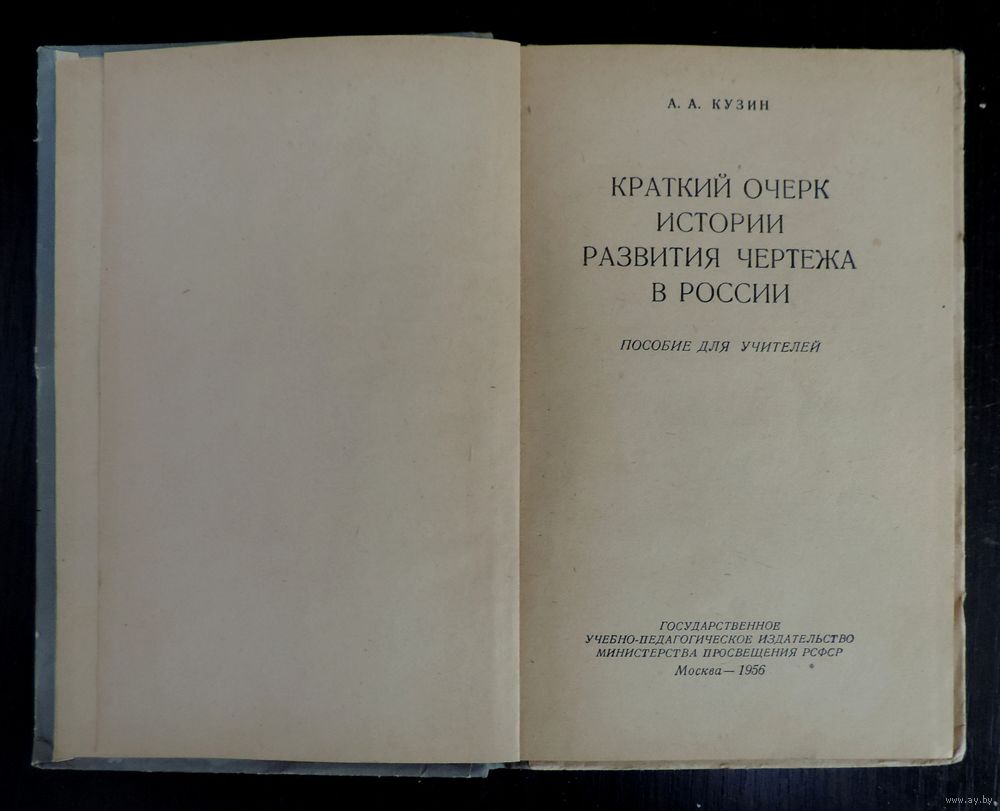 А. А. КУЗИН
КРАТКИЙ ОЧЕРК
ИСТОРИИ
РАЗВИТИЯ ЧЕРТЕЖА
В РОССИИ
ПОСОБИЕ ДЛЯ УЧИТЕЛЕЙ
ГОСУДАРСТВЕННОЕ
УЧЕБНО-ПЕДАГОГИЧЕСКОЕ ИЗДАТЕЛЬСТВО
МИНИСТЕРСТВА ПРОСВЕЩЕНИЯ РСФСР
Москва — 1956
www.ay.by